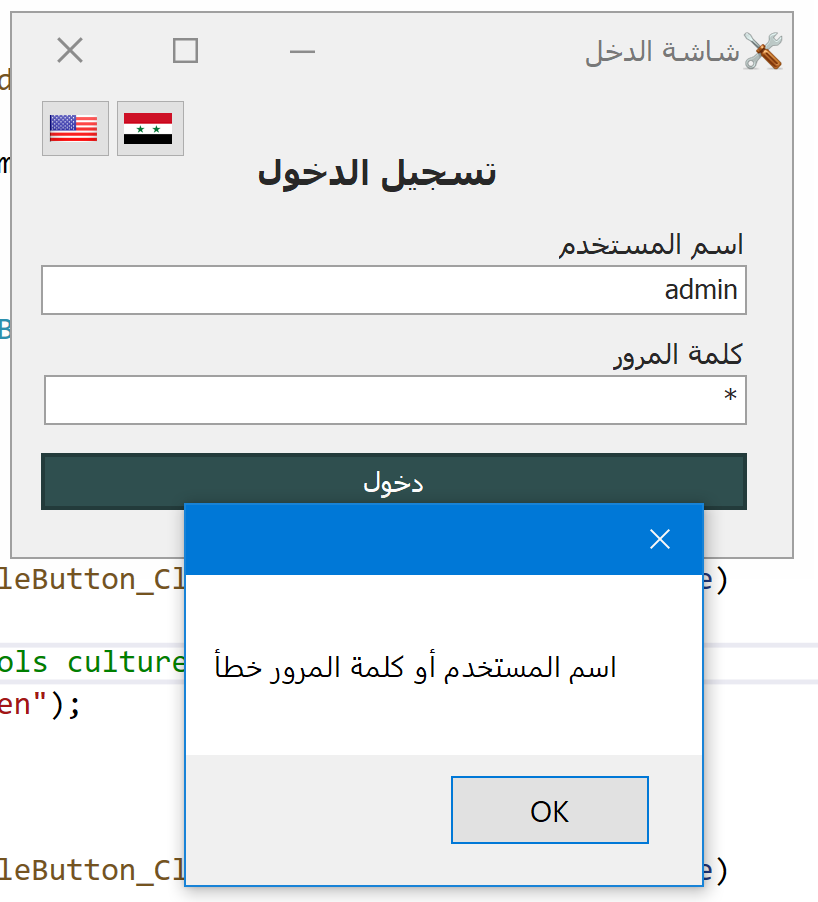 شاشة الدخل
تسجيل الدخول
اسم المستخدم
admin
كلمة المرور
*
دخول
leButton_Cl
e)
ols culture
en");
اسم المستخدم أو كلمة المرور خطأ
OK
leButton_Cl
e)